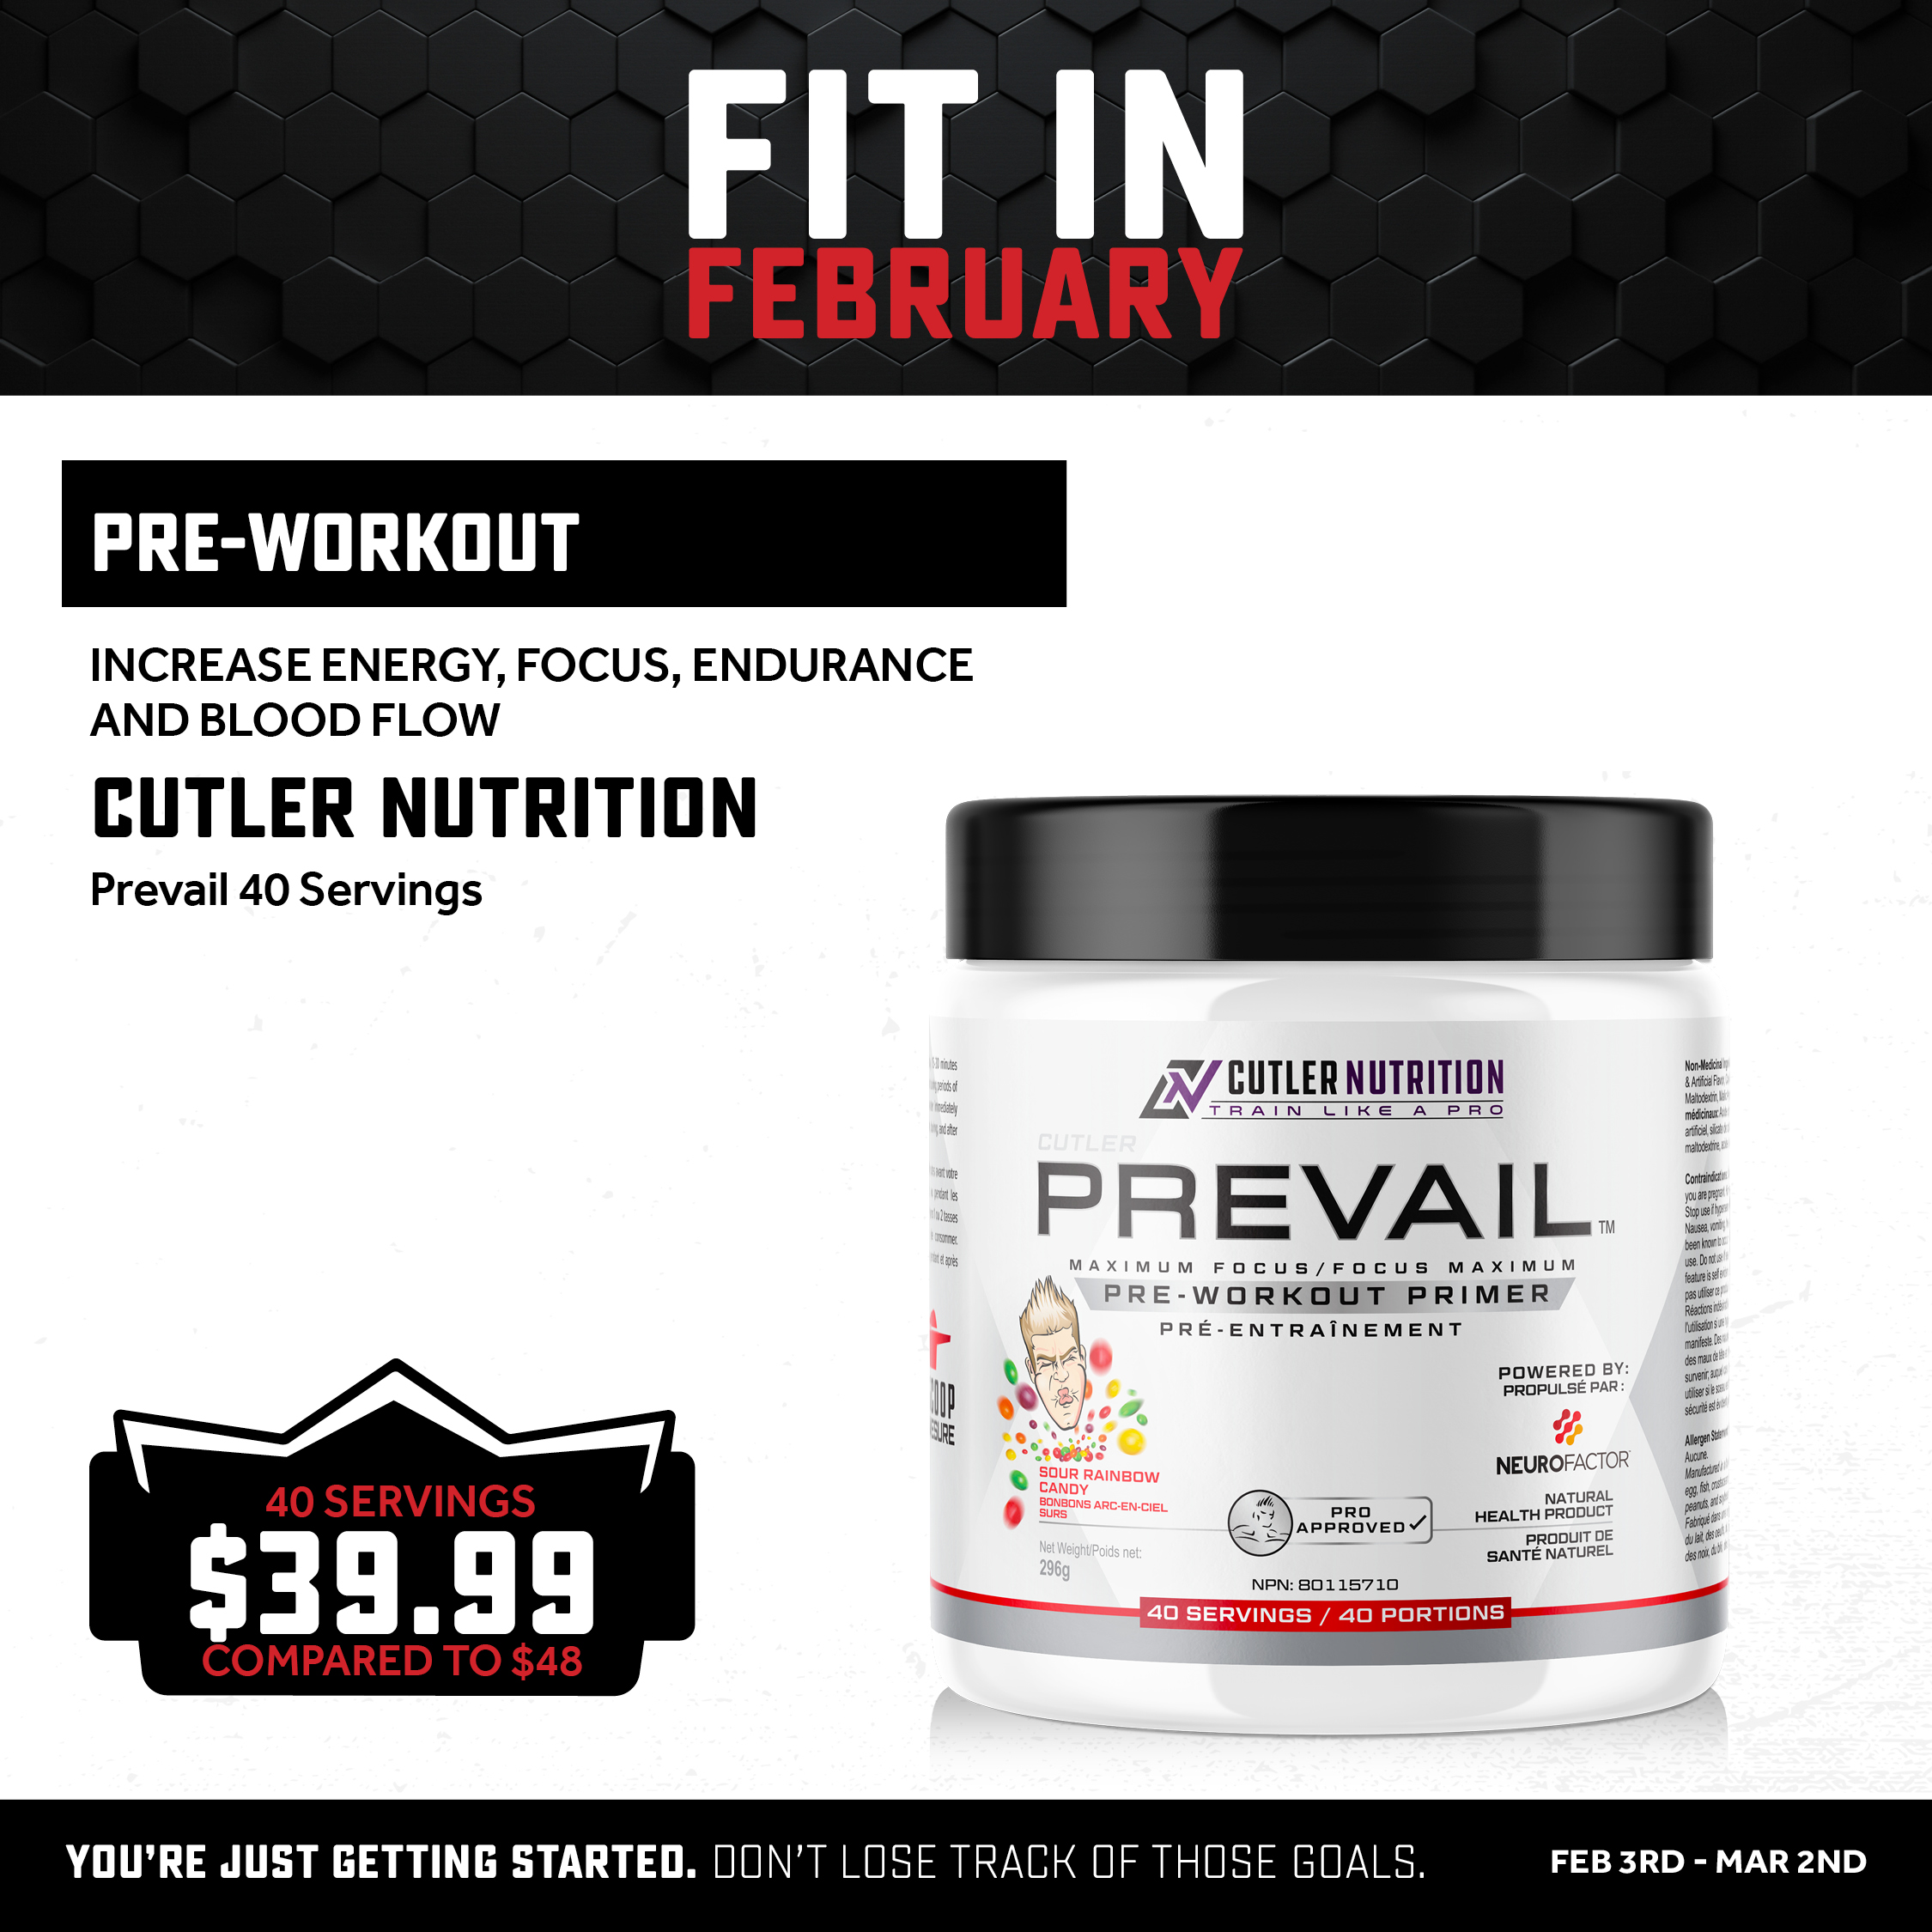 FIT IN
FEBRUARY
PRE-WORKOUT
INCREASE ENERGY, FOCUS, ENDURANCE
AND BLOOD FLOW
CUTLER NUTRITION
Prevail 40 Servings
40 SERVINGS
$39.99
COMPARED TO $48
CUTLER NUTRITION
TRAIN LIKE A PRO
CUTLER
PREVAIL™
MAXIMUM FOCUS/FOCUS MAXIMUM
PRE-WORKOUT PRIMER
PRÉ-ENTRAÎNEMENT
POWERED BY:
PROPULSÉ PAR :
NEUROFACTOR
SOUR RAINBOW
CANDY
BONBONS ARC-EN-CIEL
SURS
Net Weight/Poids net:
296g
PRO
APPROVED
NATURAL
HEALTH PRODUCT
PRODUIT DE
SANTÉ NATUREL
NPN: 80115710
40 SERVINGS / 40 PORTIONS
YOU'RE JUST GETTING STARTED. DON'T LOSE TRACK OF THOSE GOALS.
FEB 3RD - MAR 2ND